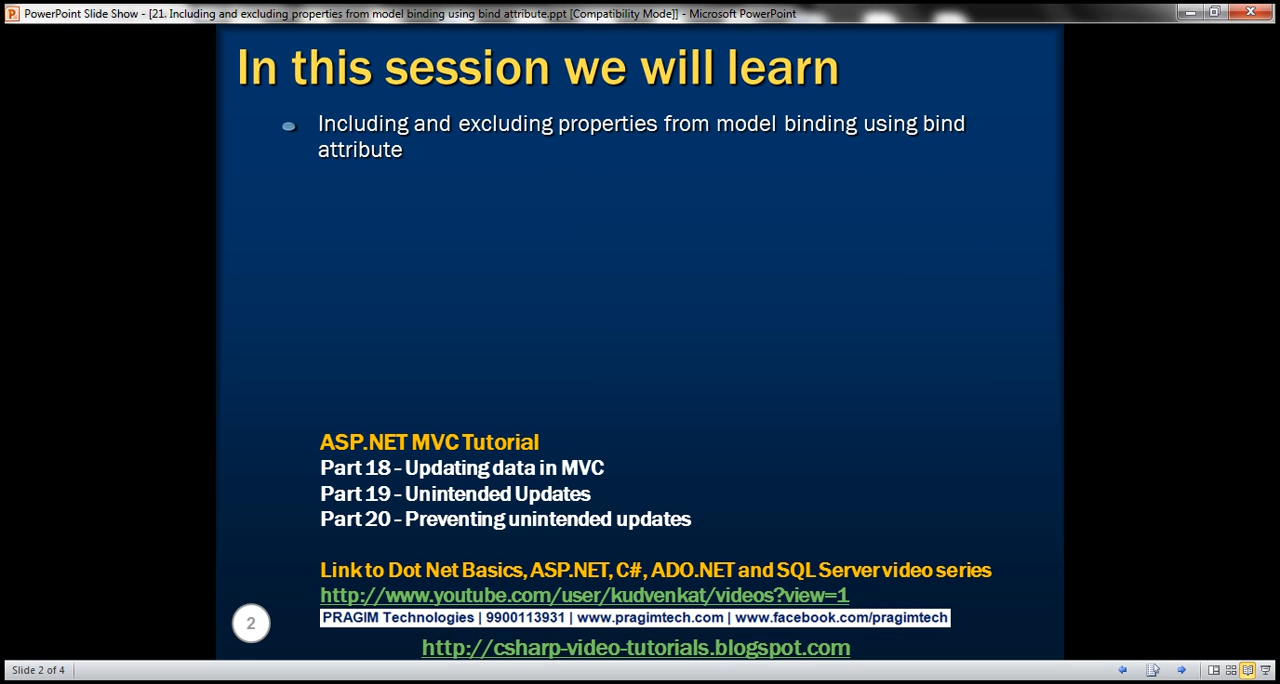 PowerPoint Slide Show - [21. Including and excluding properties from model binding using bind attribute.ppt [Compatibility Mode]] - Microsoft PowerPoint
In this session we will learn
Including and excluding properties from model binding using bind
attribute
ASP.NET MVC Tutorial
Part 18 - Updating data in MVC
Part 19 - Unintended Updates
Part 20 - Preventing unintended updates
Link to Dot Net Basics, ASP.NET, C#, ADO.NET and SQL Server video series
http://www.youtube.com/user/kudvenkat/videos?view=1
PRAGIM Technologies | 9900113931 | www.pragimtech.com | www.facebook.com/pragimtech
2
http://csharp-video-tutorials.blogspot.com
Slide 2 of 4